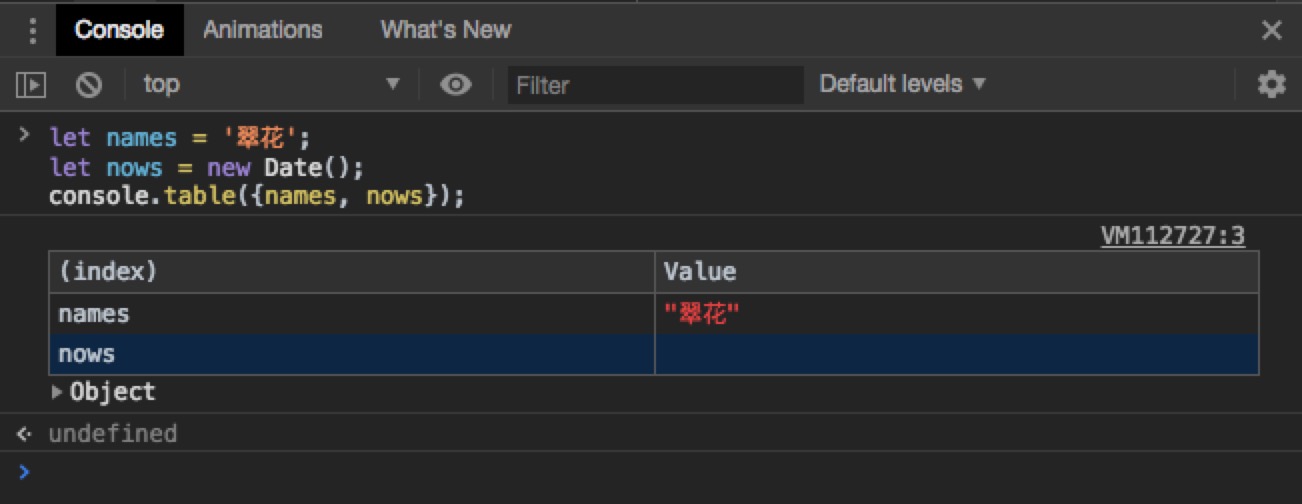 Console Animations What's New
top Filter Default levels
let names = '翠花';
let nows = new Date();
console.table({names, nows});
VM112727:3
(index) Value
names "翠花"
nows
Object
undefined